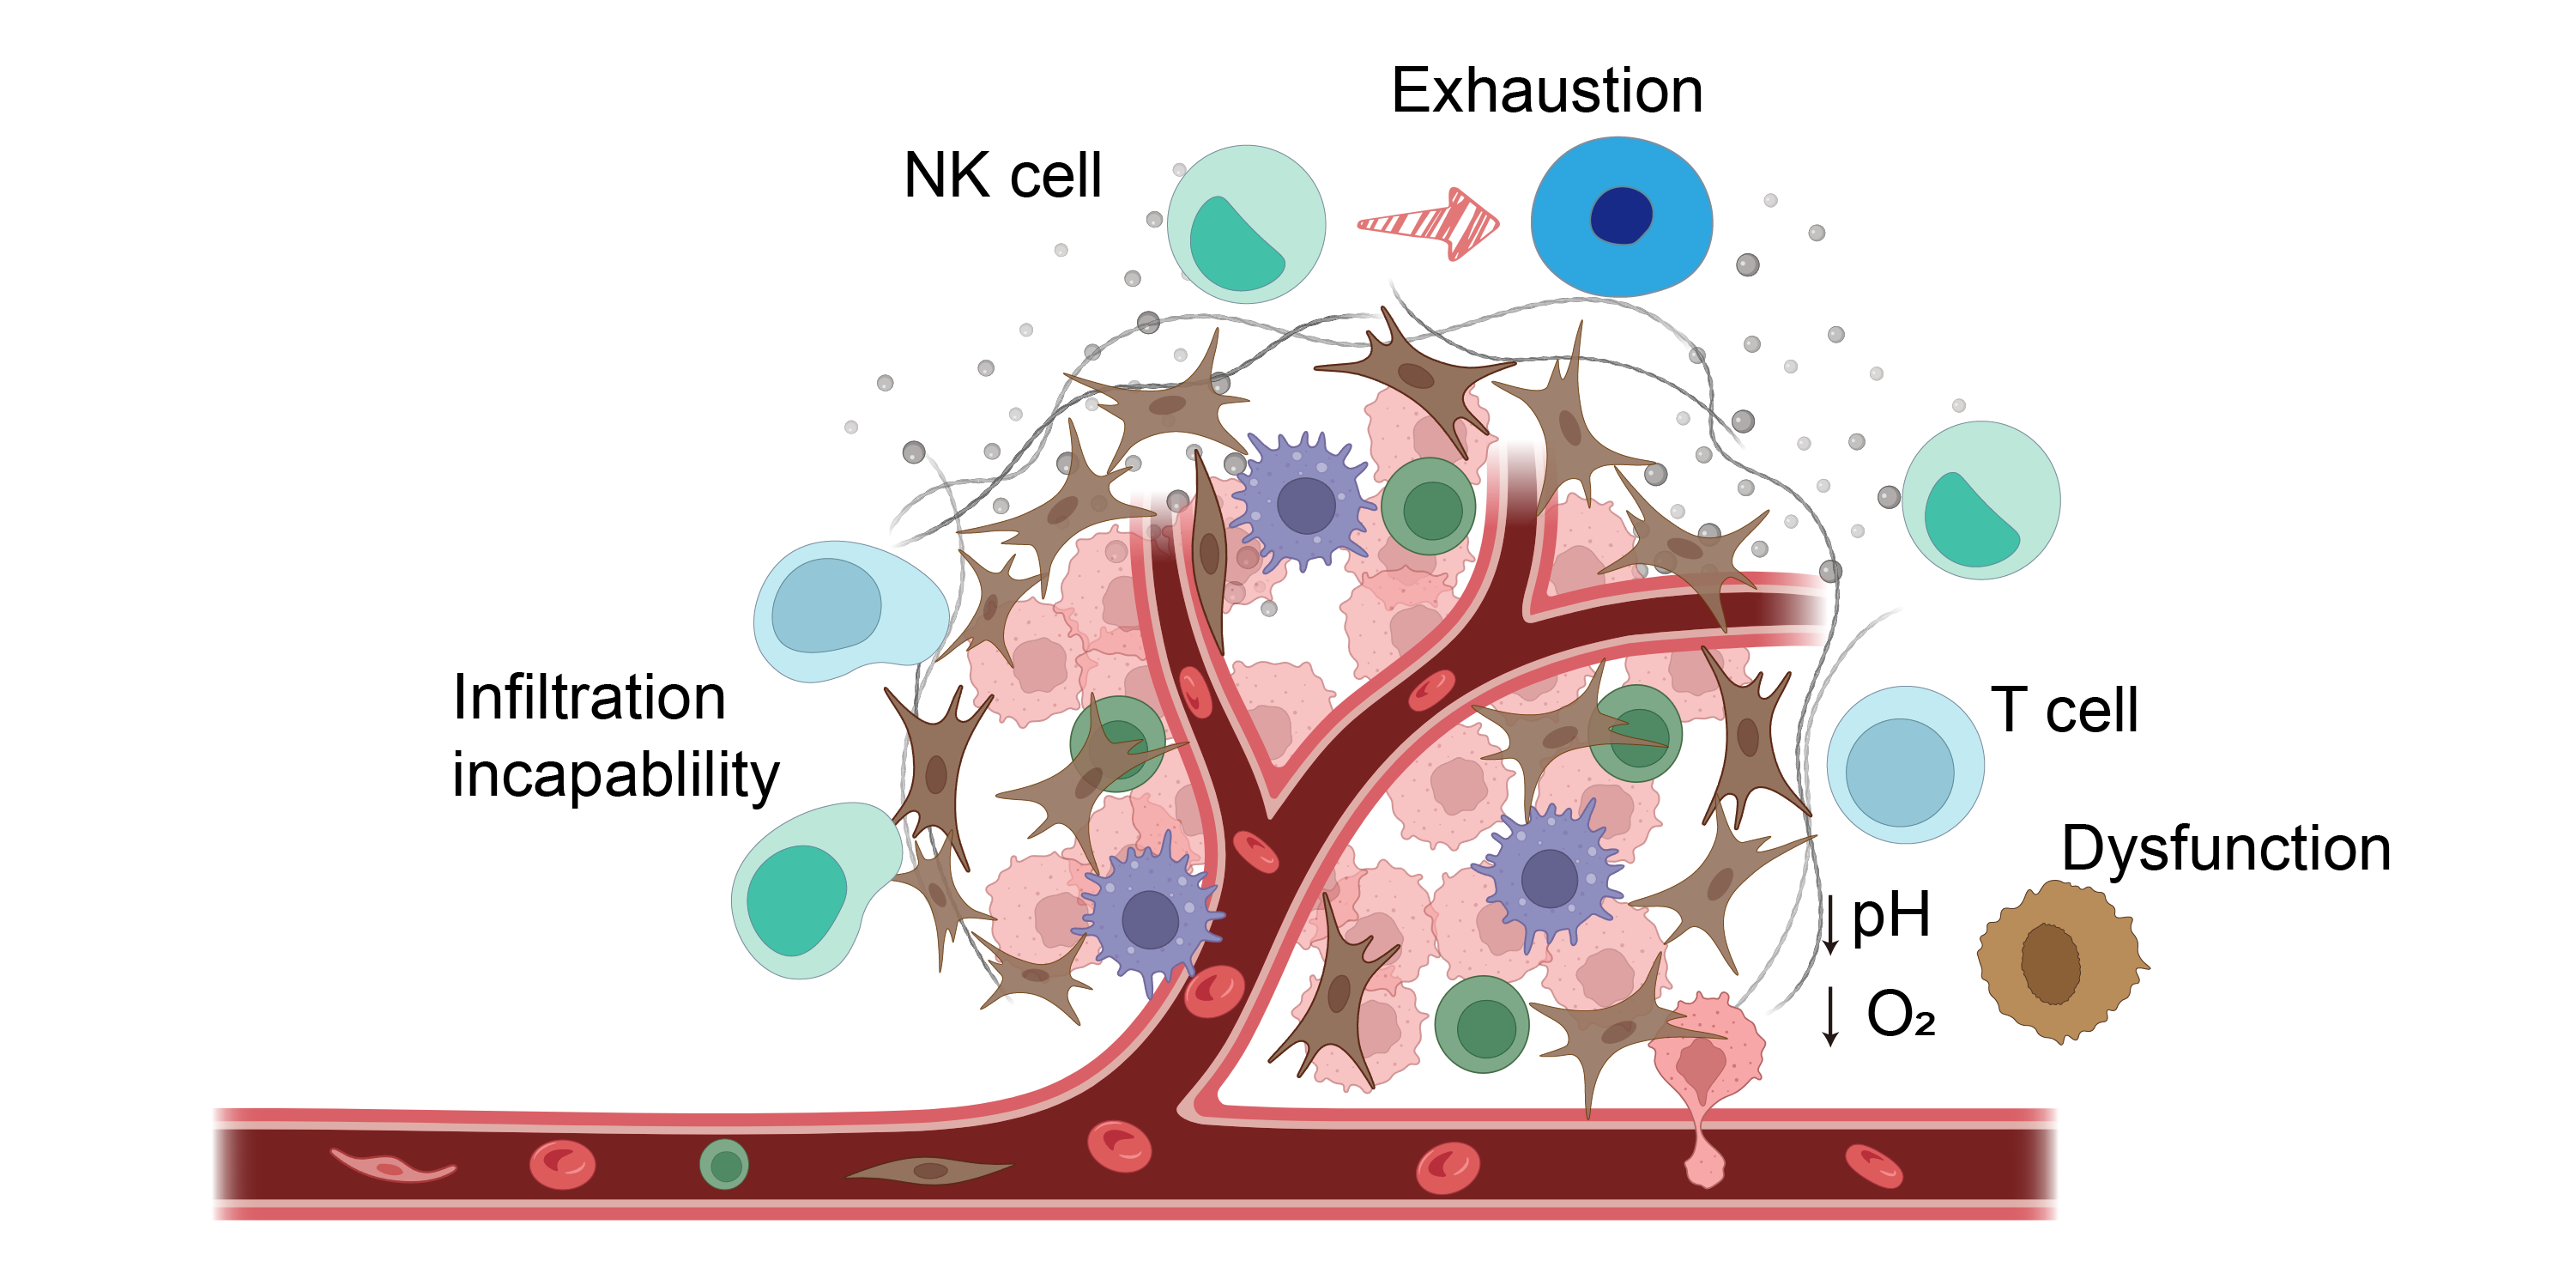 Exhaustion
NK cell
Infiltration
incapablility
T cell
Dysfunction
↓ pH
↓ O₂